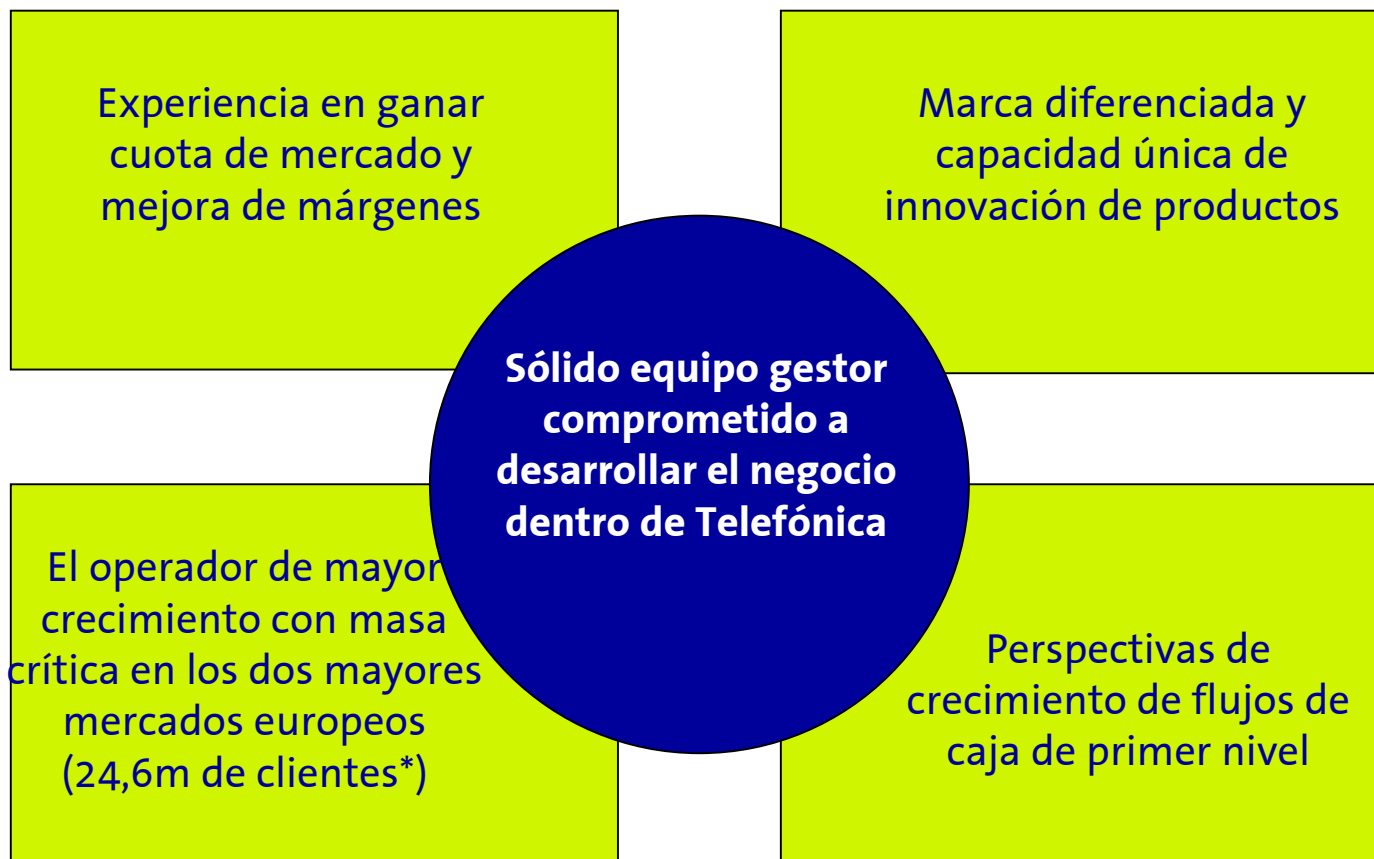 Experiencia en ganar
cuota de mercado y
mejora de márgenes
Marca diferenciada y
capacidad única de
innovación de productos
Sólido equipo gestor
comprometido a
desarrollar el negocio
dentro de Telefónica
El operador de mayor
crecimiento con masa
crítica en los dos mayores
mercados europeos
(24,6m de clientes*)
Perspectivas de
crecimiento de flujos de
caja de primer nivel